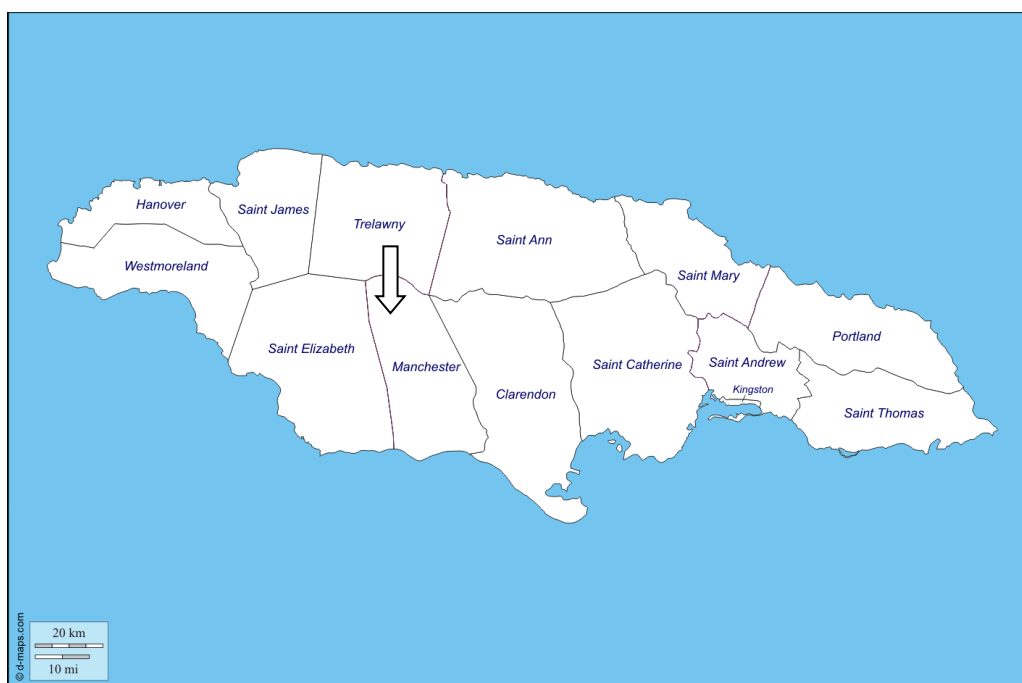 Hanover
Saint James
Trelawny
Saint Ann
Westmoreland
Saint Mary
Portland
Saint Elizabeth
Manchester
Saint Catherine
Saint Andrew
Kingston
Clarendon
Saint Thomas
© d-maps.com
20 km
10 mi